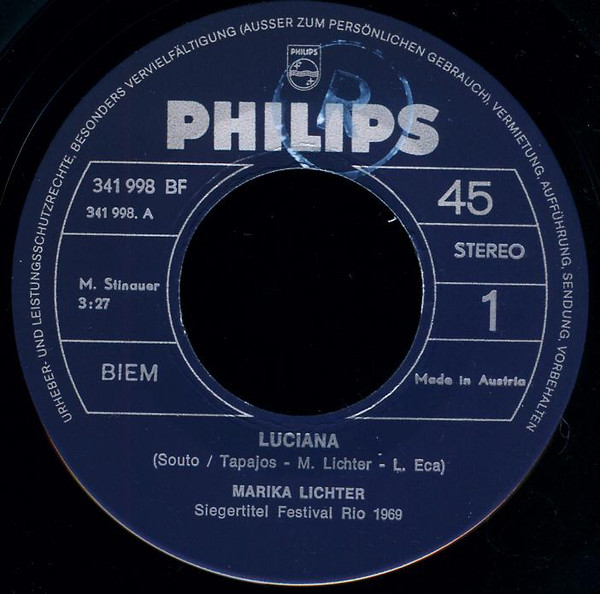 URHEBER- UND LEISTUNGSSCHUTZRECHTE, BESONDERS VERVIELFÄLTIGUNG (AUSSER ZUM PERSÖNLICHEN GEBRAUCH), VERMIETUNG, AUFFÜHRUNG, SENDUNG, VORBEHALTEN
PHILIPS
R
PHILIPS
341 998 BF
341 998. A
45
STEREO
M. Stinauer
3:27
1
BIEM
Made in Austria
LUCIANA
(Souto / Tapajos - M. Lichter - L. Eca)
MARIKA LICHTER
Siegertitel Festival Rio 1969